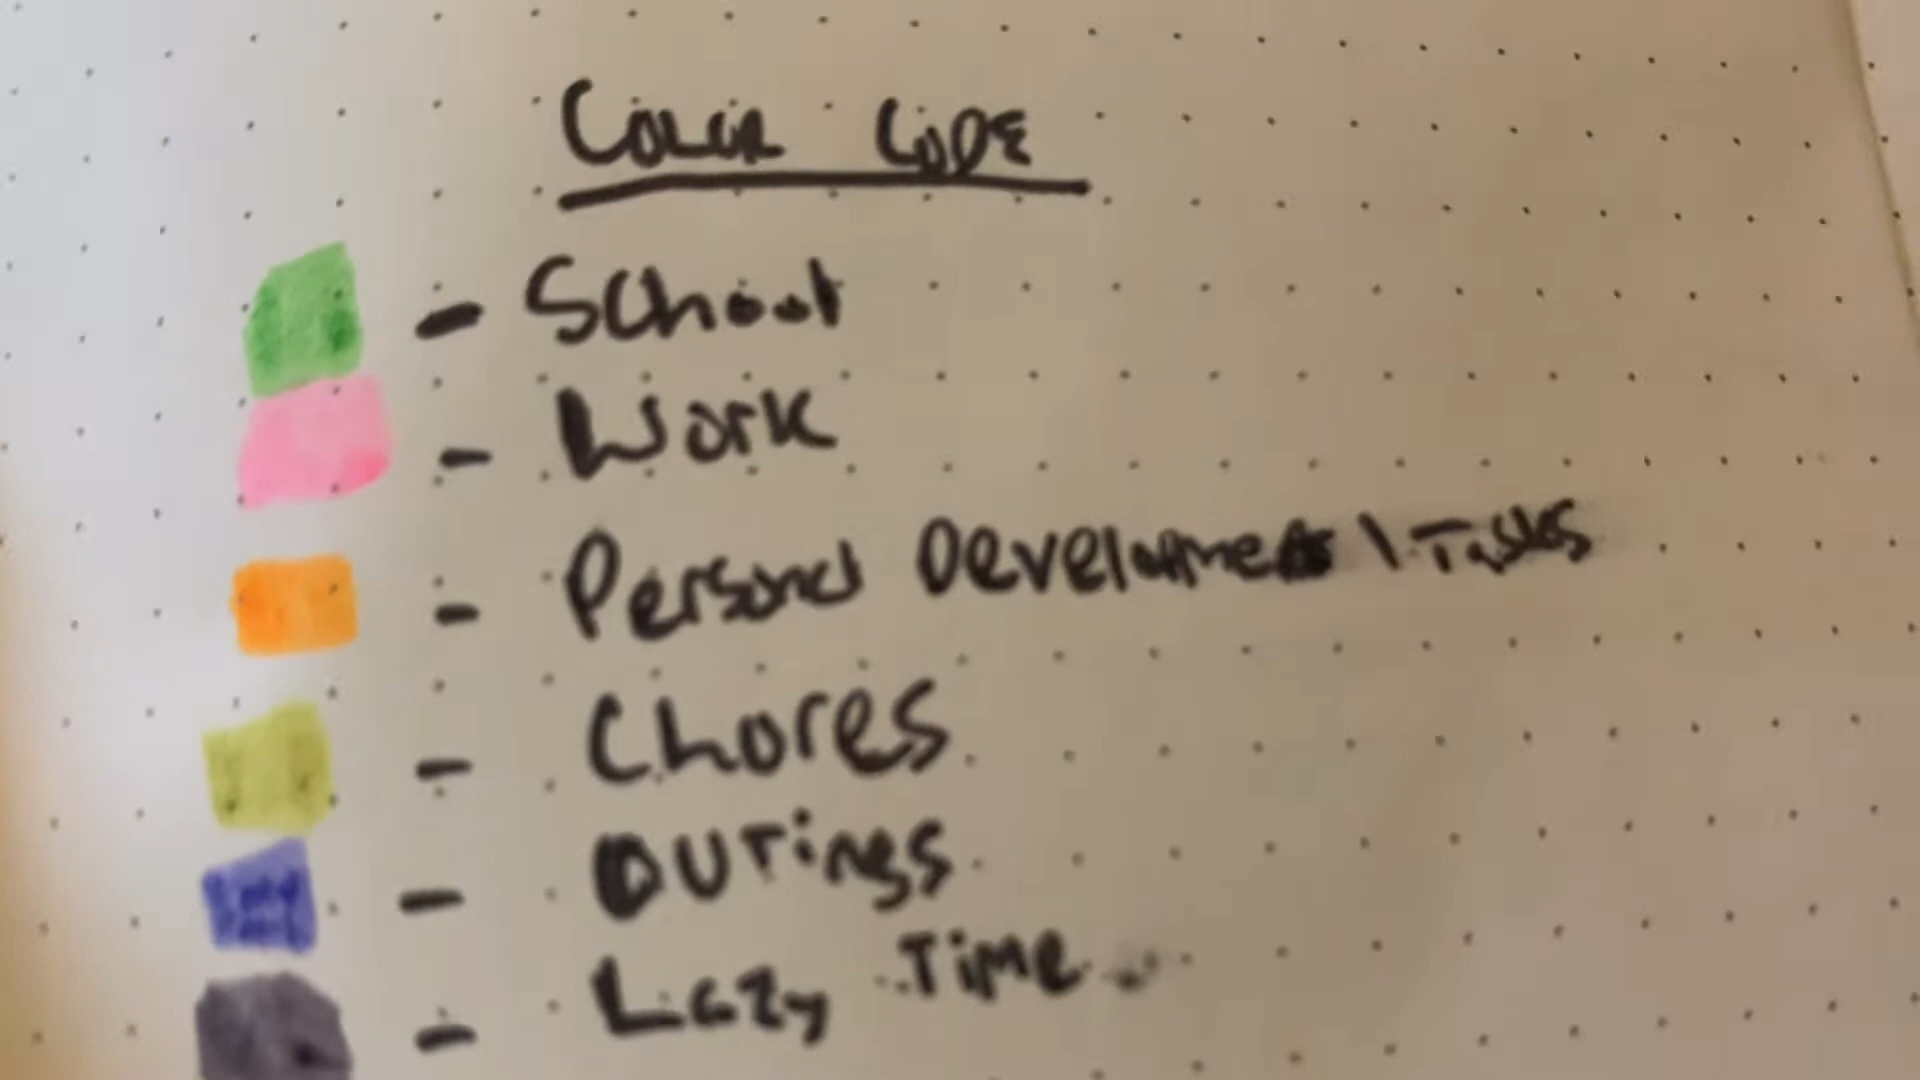 Color Code
- School
- Work
- Personal Development \ Tasks
- Chores
- Outings
- Lazy Time